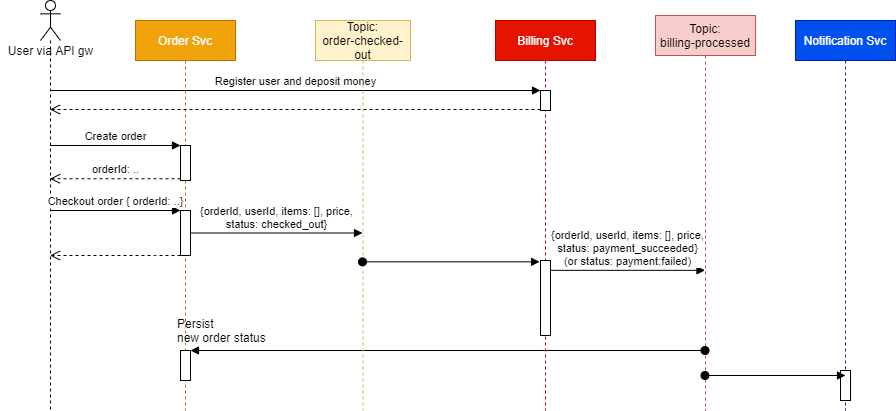 User via API gw
Order Svc
Topic:
order-checked-
out
Billing Svc
Topic:
billing-processed
Notification Svc
Register user and deposit money
Create order
orderId: ..
Checkout order { orderId: ..}
{orderId, userId, items: [], price,
status: checked_out}
{orderId, userId, items: [], price,
status: payment_succeeded}
(or status: payment:failed)
Persist
new order status